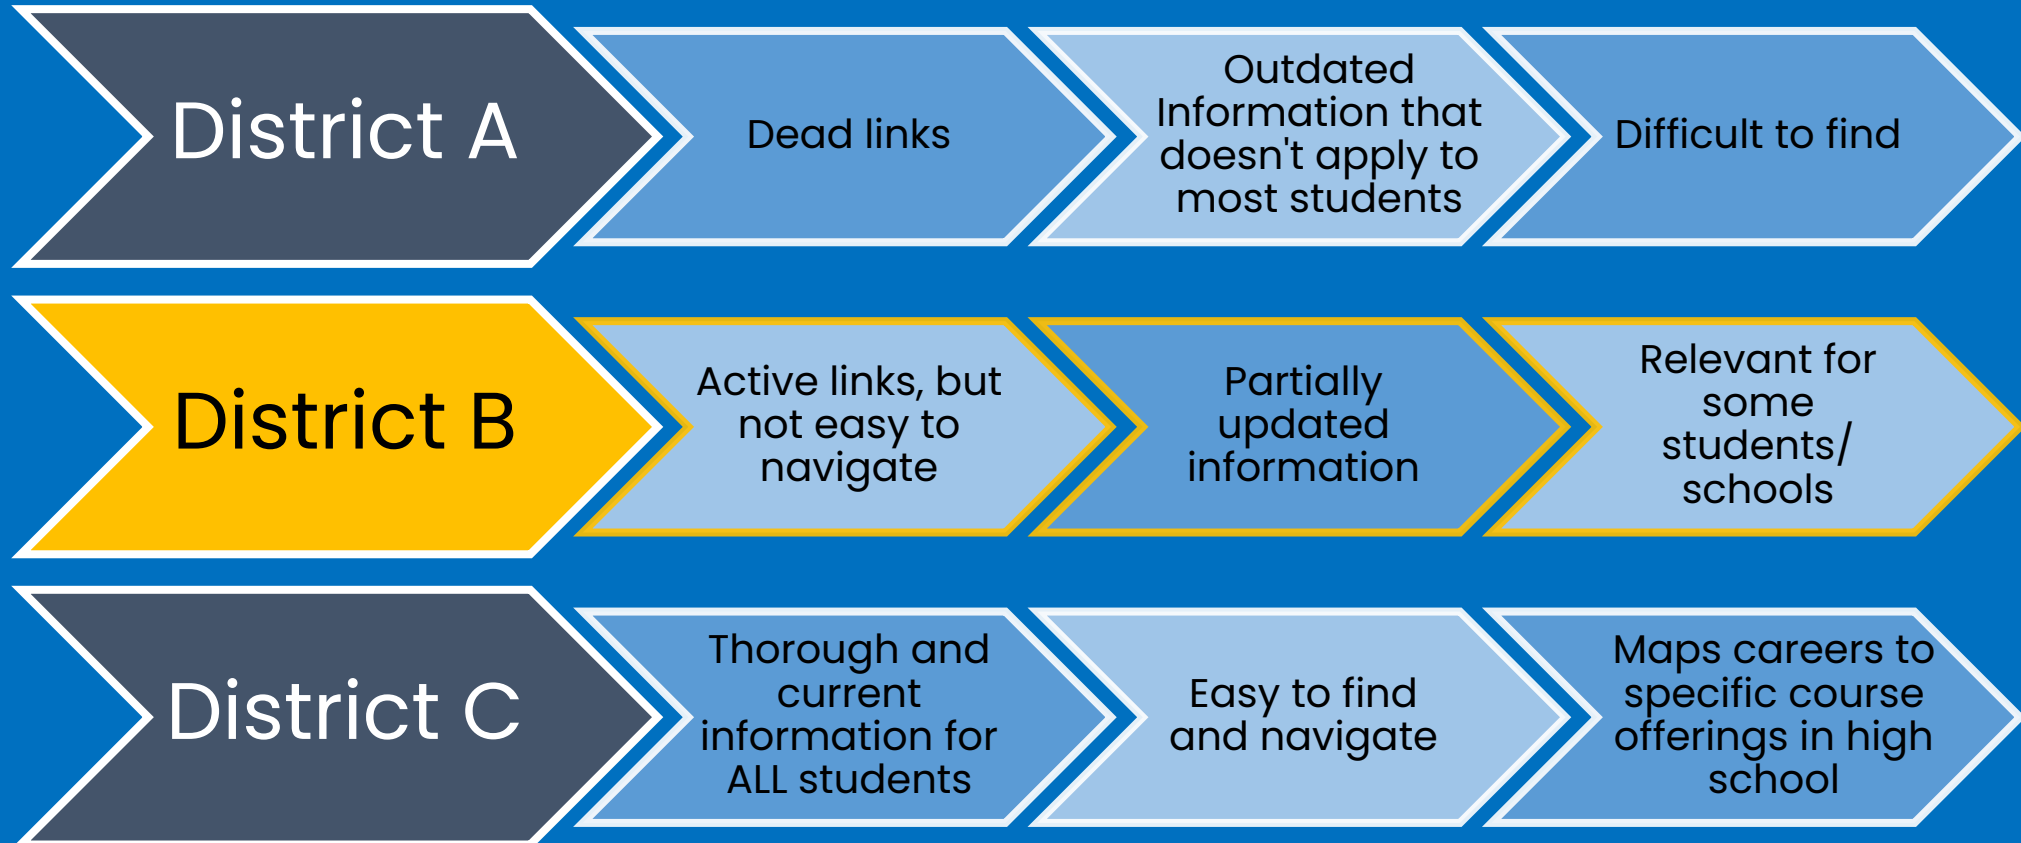 District A
Dead links
Outdated
Information that
doesn't apply to
most students
Difficult to find
District B
Active links, but
not easy to
navigate
Partially
updated
information
Relevant for
some
students/
schools
District C
Thorough and
current
information for
ALL students
Easy to find
and navigate
Maps careers to
specific course
offerings in high
school